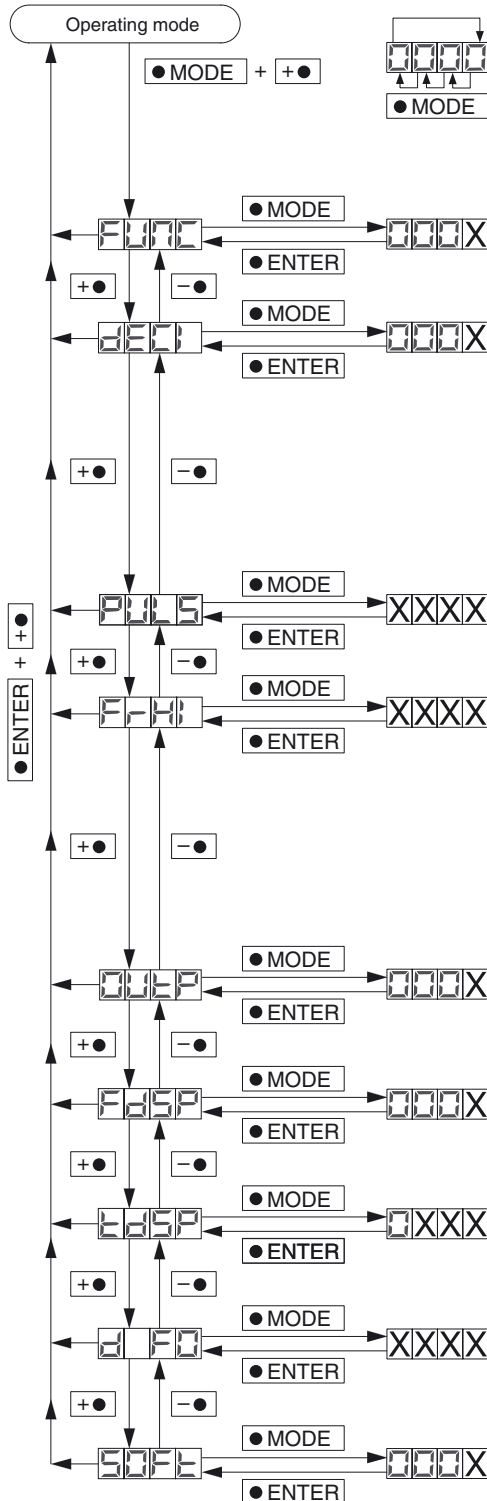 Operating mode
MODE + +
0000
MODE
MODE
FUNC 000X
ENTER
+ −
MODE
dECI 000X
ENTER
+ −
MODE
PULS XXXX
ENTER
+ −
MODE
FrHI XXXX
ENTER
ENTER + +
+ −
MODE
OUtP 000X
ENTER
+ −
MODE
FdSP 000X
ENTER
+ −
MODE
tdSP 0XXX
ENTER
+ −
MODE
d FO XXXX
ENTER
+ −
MODE
SOFt 000X
ENTER